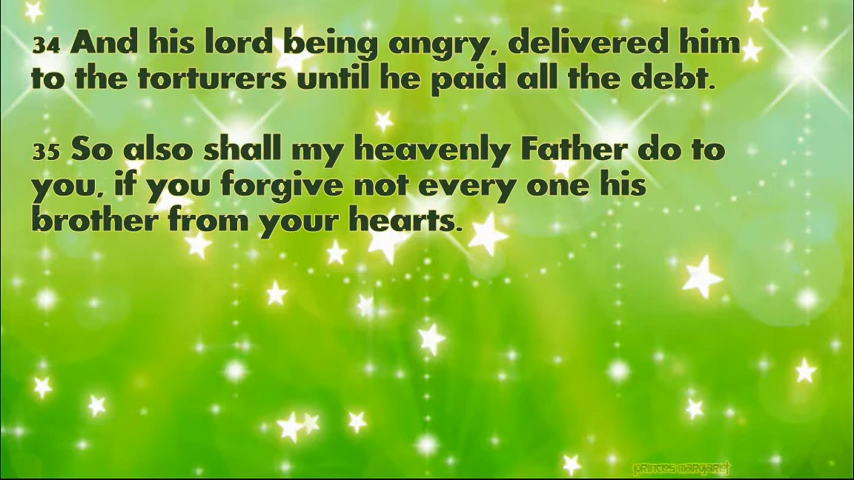 34 And his lord being angry, delivered him
to the torturers until he paid all the debt.
35 So also shall my heavenly Father do to
you, if you forgive not every one his
brother from your hearts.
princes margaret